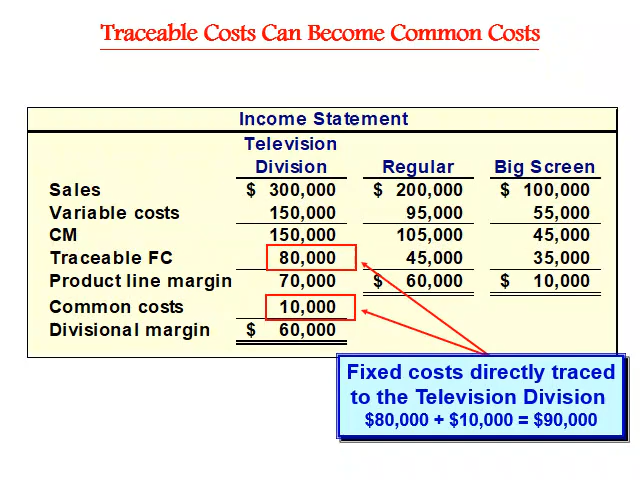 Traceable Costs Can Become Common Costs
Income Statement
Television
Division Regular Big Screen
Sales $ 300,000 $ 200,000 $ 100,000
Variable costs 150,000 95,000 55,000
CM 150,000 105,000 45,000
Traceable FC 80,000 45,000 35,000
Product line margin 70,000 $ 60,000 $ 10,000
Common costs 10,000
Divisional margin $ 60,000
Fixed costs directly traced
to the Television Division
$80,000 + $10,000 = $90,000